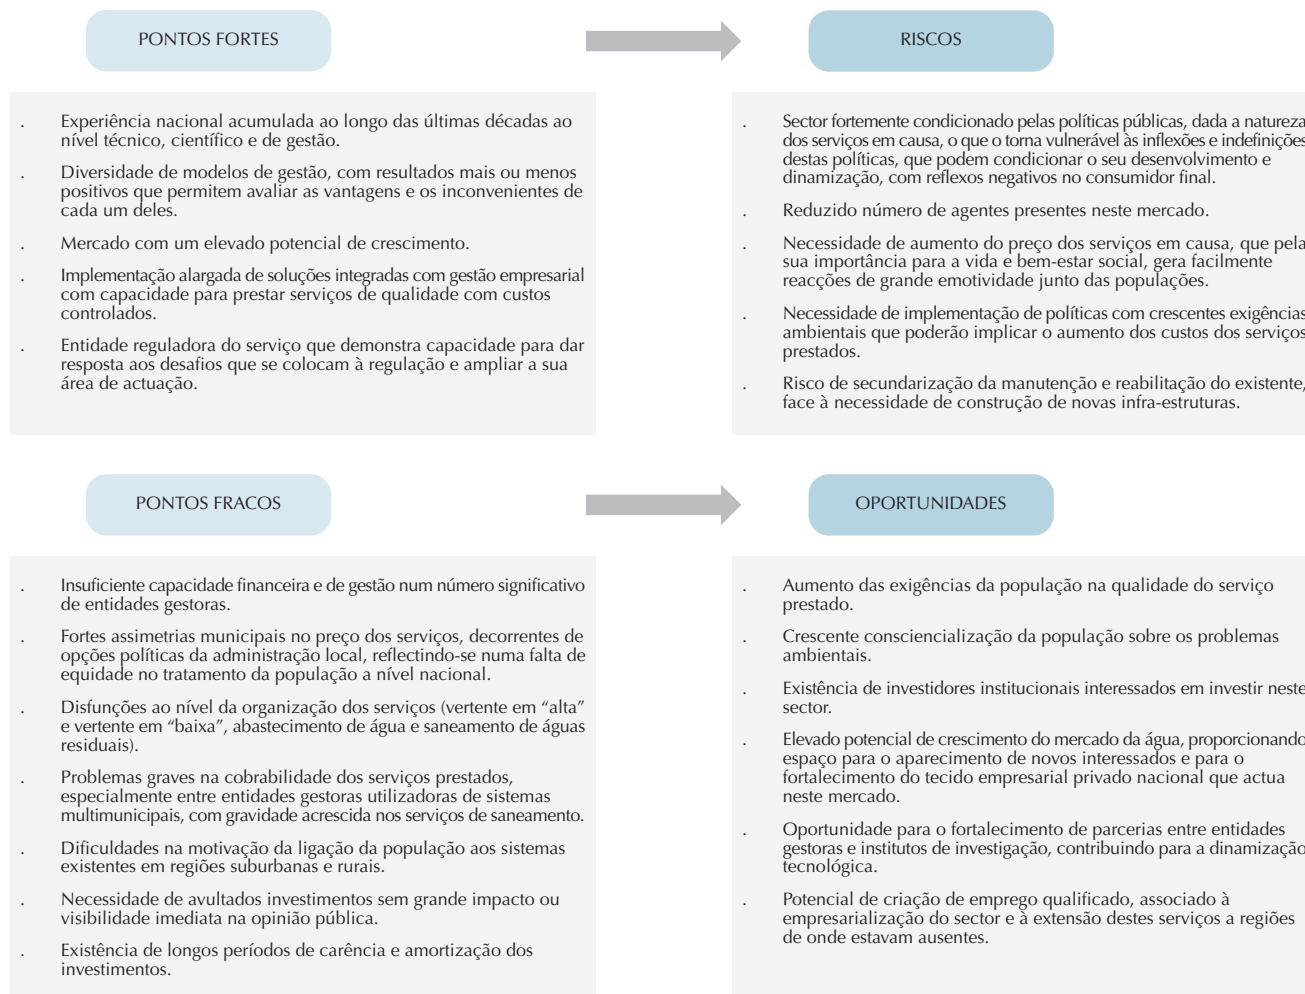 PONTOS FORTES
. Experiência nacional acumulada ao longo das últimas décadas ao
nível técnico, científico e de gestão.
. Diversidade de modelos de gestão, com resultados mais ou menos
positivos que permitem avaliar as vantagens e os inconvenientes de
cada um deles.
. Mercado com um elevado potencial de crescimento.
. Implementação alargada de soluções integradas com gestão empresarial
com capacidade para prestar serviços de qualidade com custos
controlados.
. Entidade reguladora do serviço que demonstra capacidade para dar
resposta aos desafios que se colocam à regulação e ampliar a sua
área de actuação.
RISCOS
. Sector fortemente condicionado pelas políticas públicas, dada a natureza
dos serviços em causa, o que o torna vulnerável às inflexões e indefinições
destas políticas, que podem condicionar o seu desenvolvimento e
dinamização, com reflexos negativos no consumidor final.
. Reduzido número de agentes presentes neste mercado.
. Necessidade de aumento do preço dos serviços em causa, que pela
sua importância para a vida e bem-estar social, gera facilmente
reacções de grande emotividade junto das populações.
. Necessidade de implementação de políticas com crescentes exigências
ambientais que poderão implicar o aumento dos custos dos serviços
prestados.
. Risco de secundarização da manutenção e reabilitação do existente,
face à necessidade de construção de novas infra-estruturas.
PONTOS FRACOS
. Insuficiente capacidade financeira e de gestão num número significativo
de entidades gestoras.
. Fortes assimetrias municipais no preço dos serviços, decorrentes de
opções políticas da administração local, reflectindo-se numa falta de
equidade no tratamento da população a nível nacional.
. Disfunções ao nível da organização dos serviços (vertente em “alta”
e vertente em “baixa”, abastecimento de água e saneamento de águas
residuais).
. Problemas graves na cobrabilidade dos serviços prestados,
especialmente entre entidades gestoras utilizadoras de sistemas
multimunicipais, com gravidade acrescida nos serviços de saneamento.
. Dificuldades na motivação da ligação da população aos sistemas
existentes em regiões suburbanas e rurais.
. Necessidade de avultados investimentos sem grande impacto ou
visibilidade imediata na opinião pública.
. Existência de longos períodos de carência e amortização dos
investimentos.
OPORTUNIDADES
. Aumento das exigências da população na qualidade do serviço
prestado.
. Crescente consciencialização da população sobre os problemas
ambientais.
. Existência de investidores institucionais interessados em investir neste
sector.
. Elevado potencial de crescimento do mercado da água, proporcionando
espaço para o aparecimento de novos interessados e para o
fortalecimento do tecido empresarial privado nacional que actua
neste mercado.
. Oportunidade para o fortalecimento de parcerias entre entidades
gestoras e institutos de investigação, contribuindo para a dinamização
tecnológica.
. Potencial de criação de emprego qualificado, associado à
empresarialização do sector e à extensão destes serviços a regiões
de onde estavam ausentes.